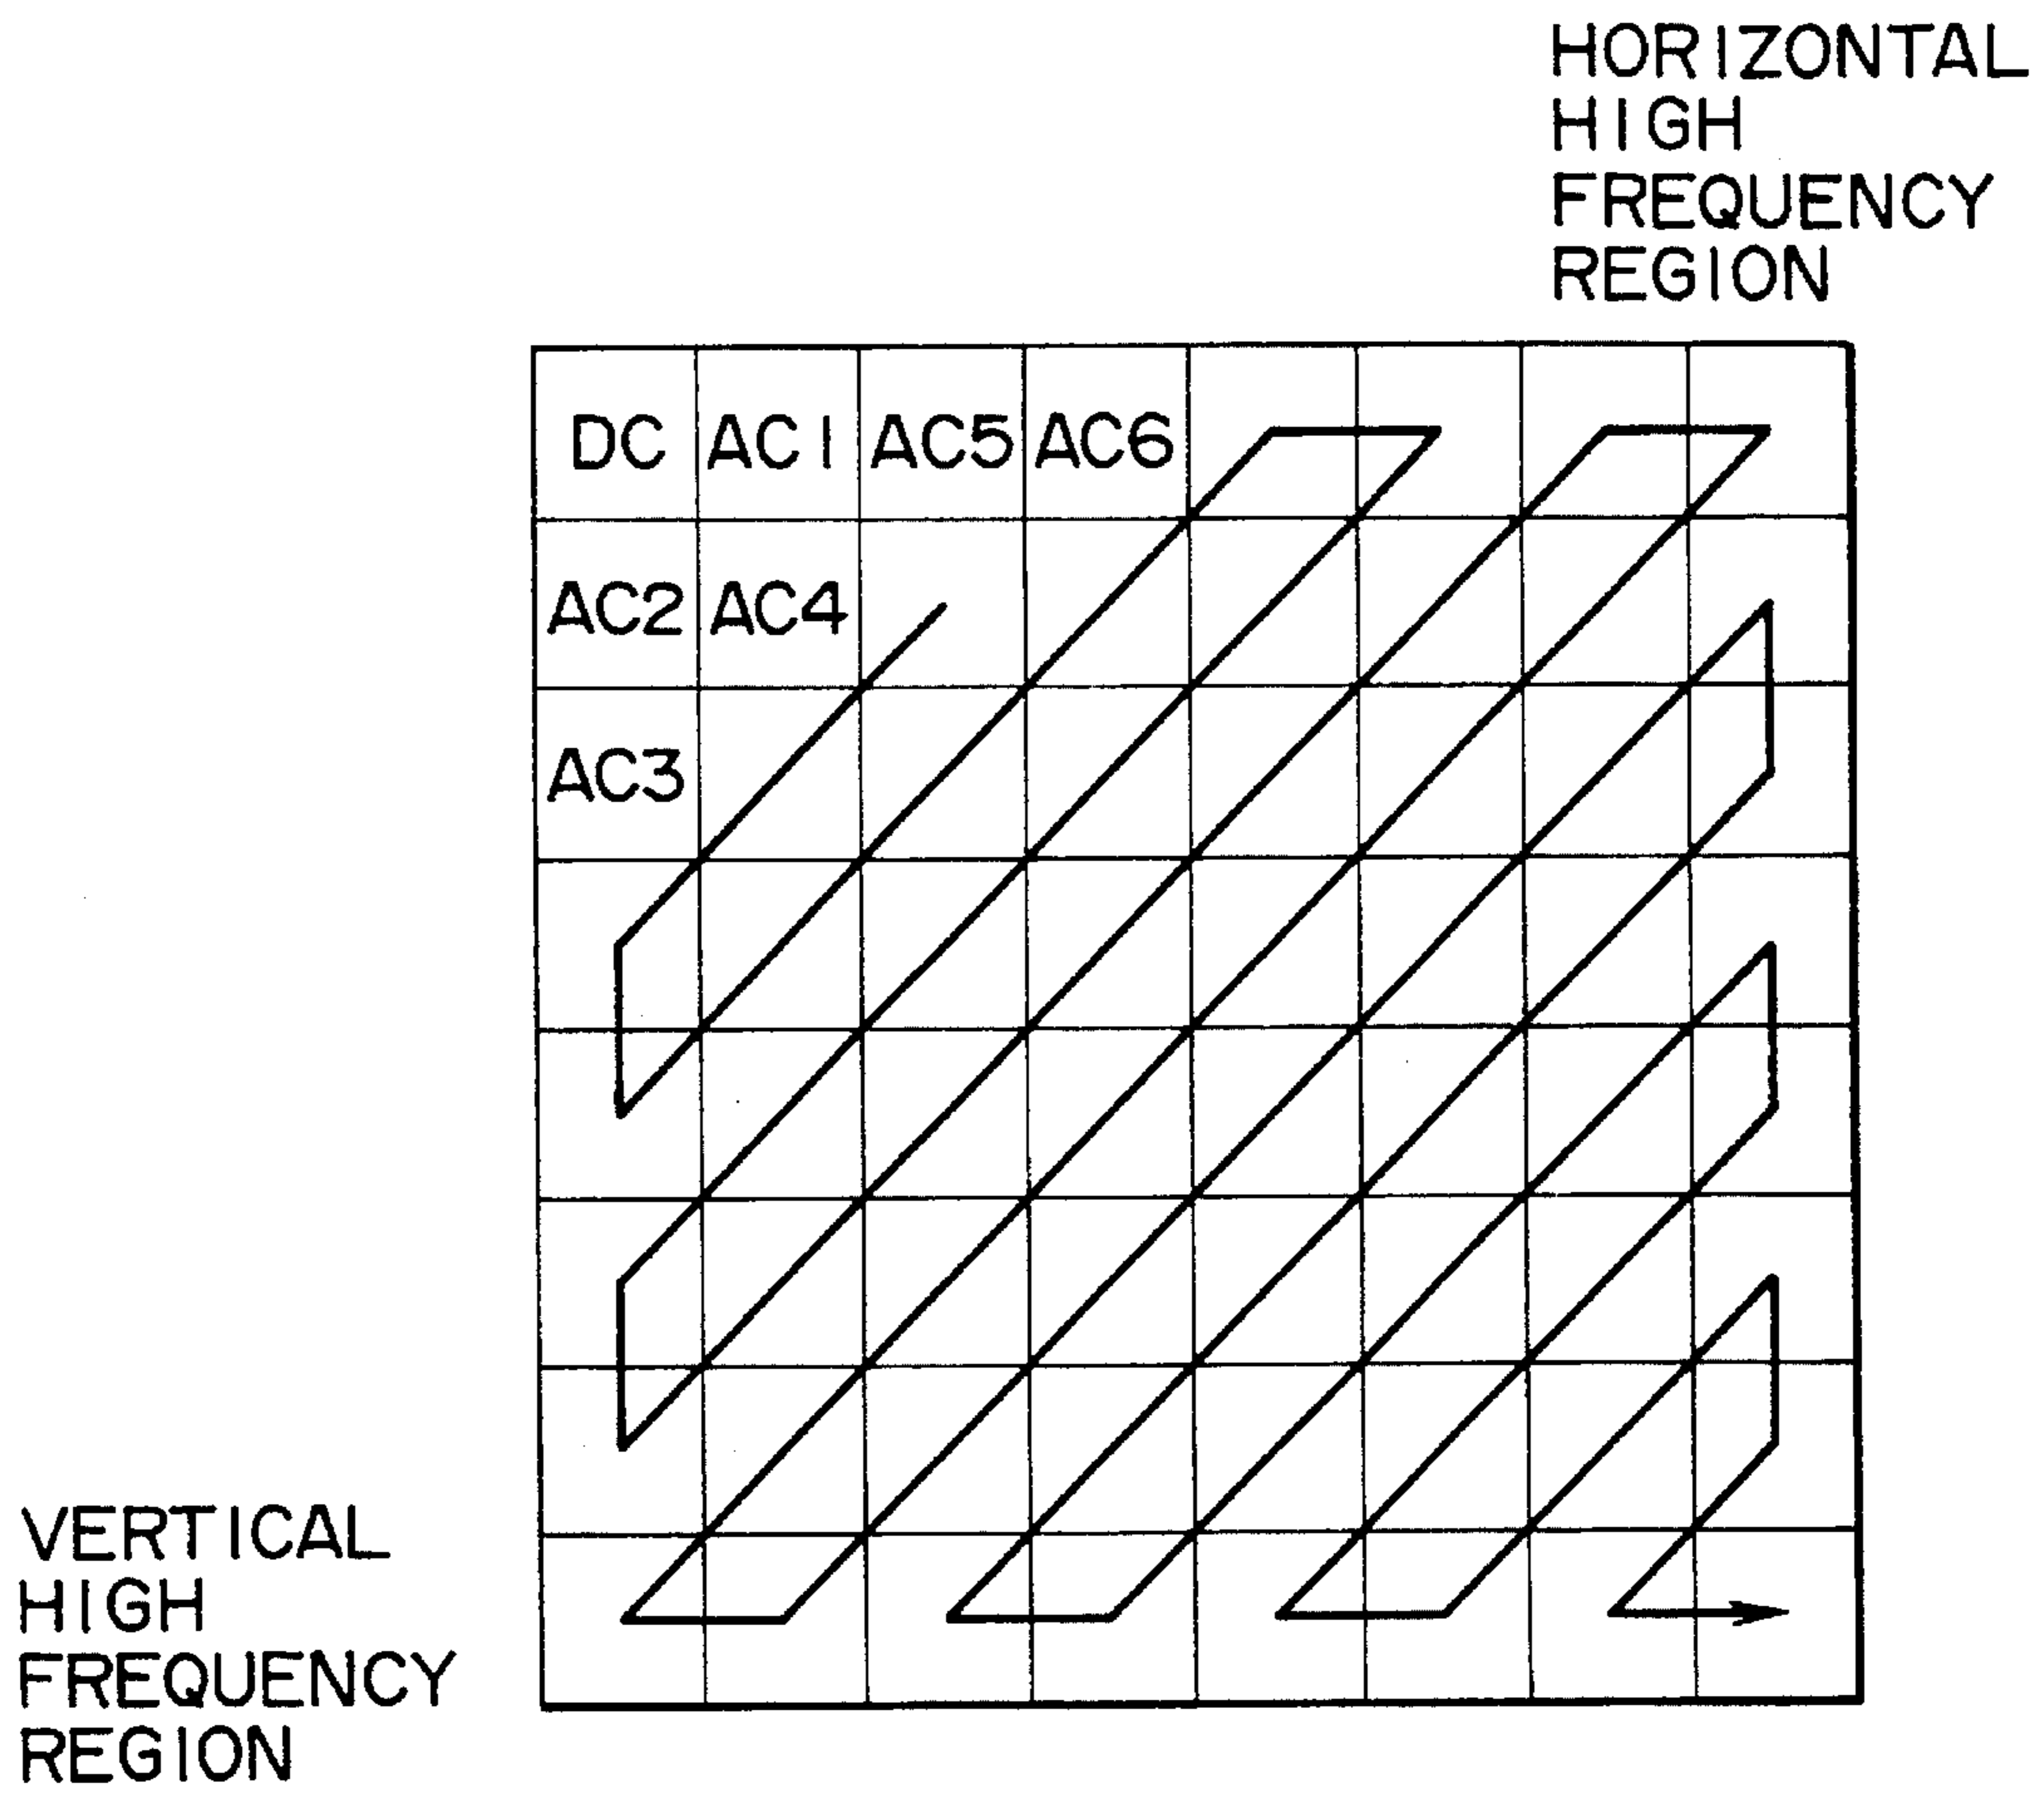 HORIZONTAL
HIGH
FREQUENCY
REGION
DC AC1 AC5 AC6
AC2 AC4
AC3
VERTICAL
HIGH
FREQUENCY
REGION